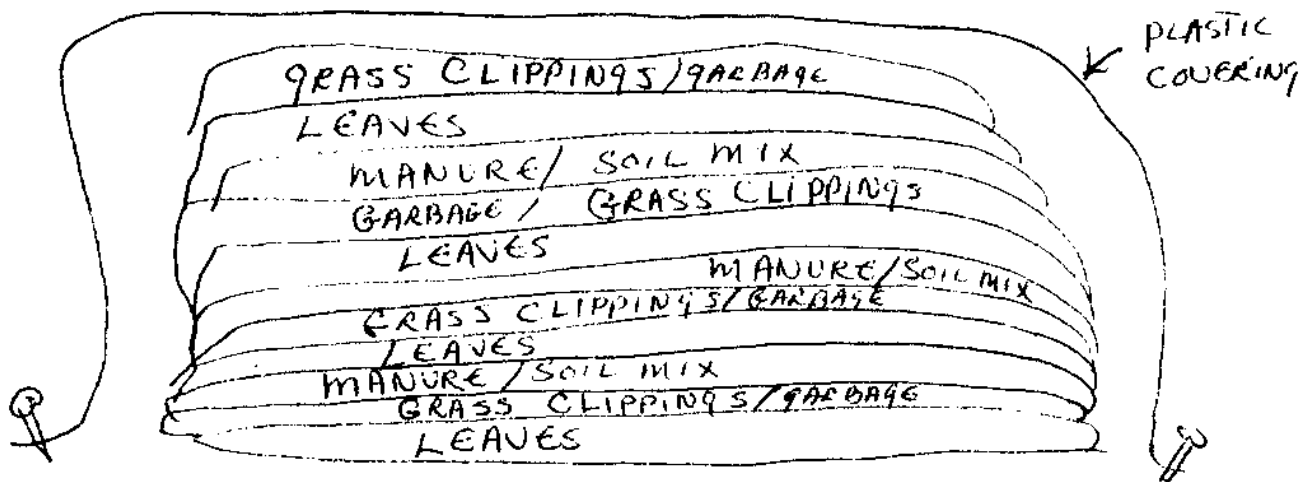 PLASTIC
COVERING
GRASS CLIPPINGS/GARBAGE
LEAVES
MANURE/ SOIL MIX
GARBAGE/ GRASS CLIPPINGS
LEAVES
MANURE/SOIL MIX
GRASS CLIPPINGS/GARBAGE
LEAVES
MANURE/SOIL MIX
GRASS CLIPPINGS/GARBAGE
LEAVES